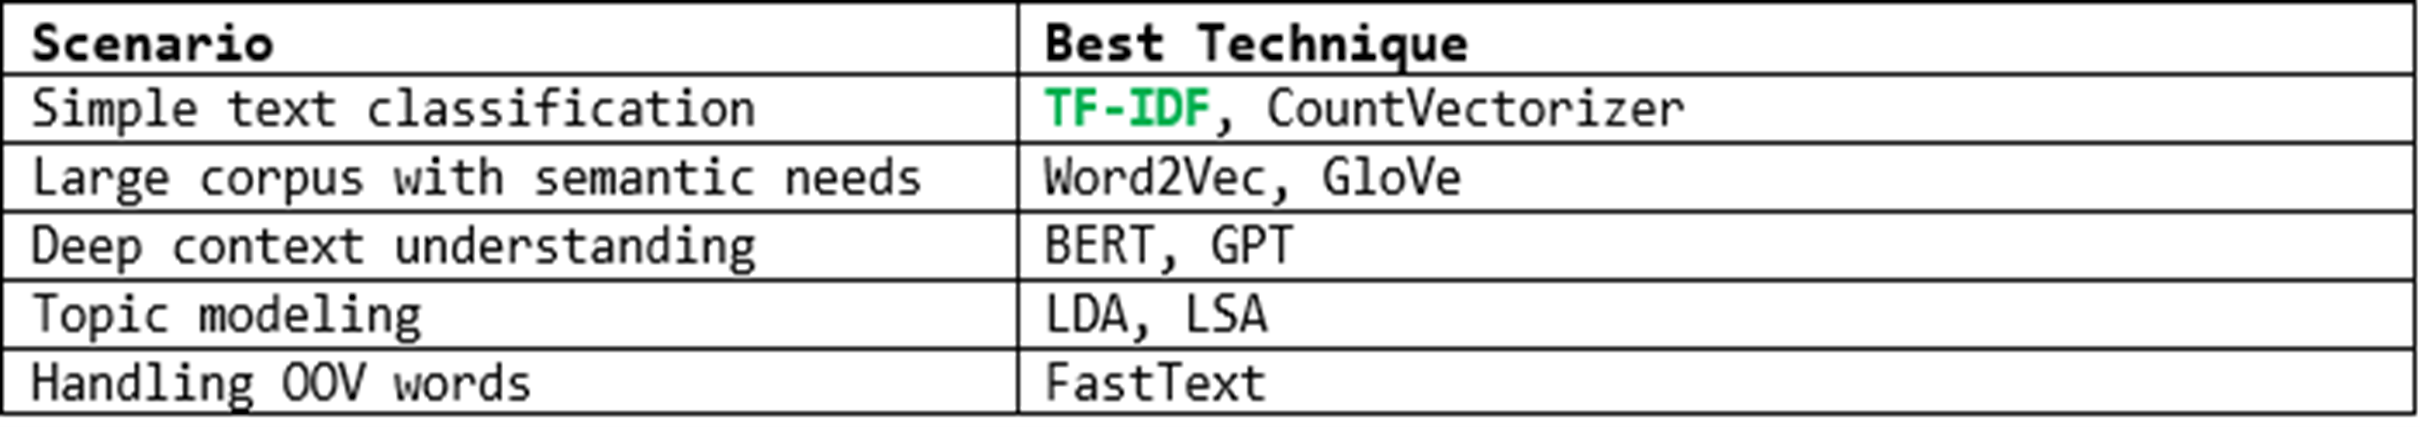 Scenario Best Technique
Simple text classification TF-IDF, CountVectorizer
Large corpus with semantic needs Word2Vec, GloVe
Deep context understanding BERT, GPT
Topic modeling LDA, LSA
Handling OOV words FastText